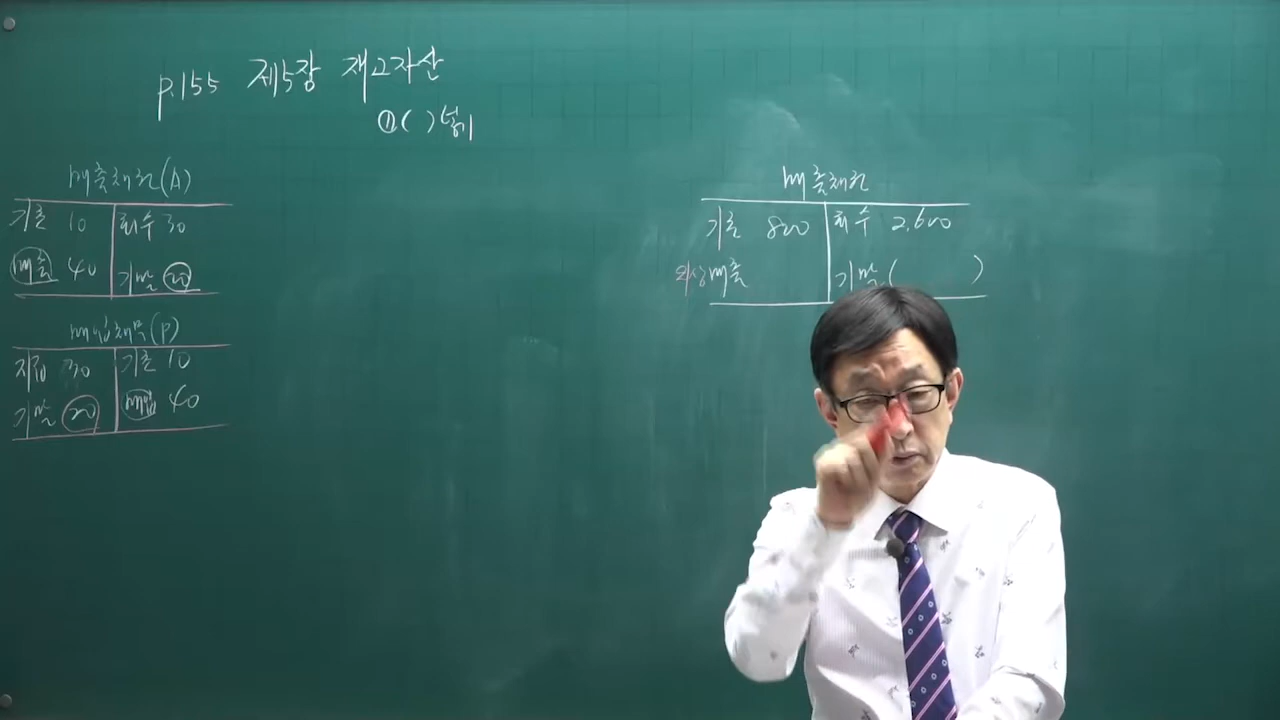 p.155 제5장 재고자산
① ( ) 넣기
매출채권(A)
기초 10 회수 30
매출 40 기말 20
매입채무(P)
지급 30 기초 10
기말 20 매입 40
매출채권
기초 800 회수 2,600
외상매출 기말 ( )